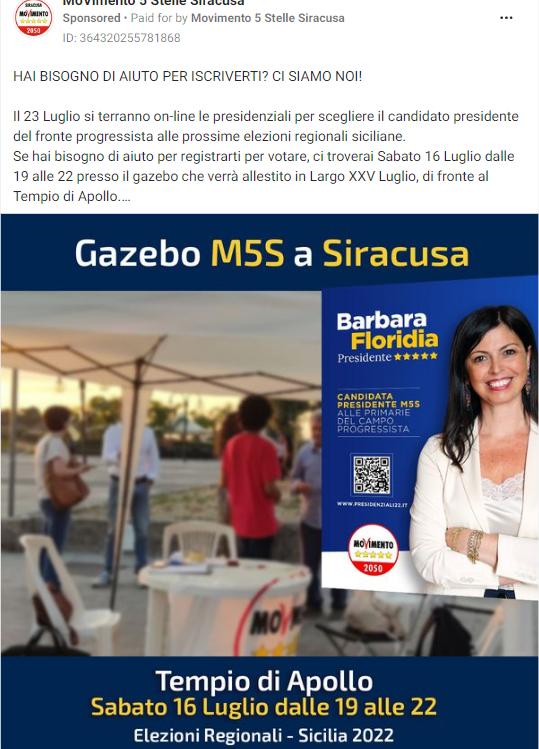 MoVimento 5 Stelle Siracusa
Sponsored • Paid for by MoVimento 5 Stelle Siracusa
ID: 364320255781868
HAI BISOGNO DI AIUTO PER ISCRIVERTI? CI SIAMO NOI!
Il 23 Luglio si terranno on-line le presidenziali per scegliere il candidato presidente
del fronte progressista alle prossime elezioni regionali siciliane.
Se hai bisogno di aiuto per registrarti per votare, ci troverai Sabato 16 Luglio dalle
19 alle 22 presso il gazebo che verrà allestito in Largo XXV Luglio, di fronte al
Tempio di Apollo....
Gazebo M5S a Siracusa
Barbara
Floridia
Presidente
CANDIDATA
PRESIDENTE M5S
ALLE PRIMARIE
DEL CAMPO
PROGRESSISTA
WWW.PRESIDENZIALI22.IT
MOVIMENTO
2050
Tempio di Apollo
Sabato 16 Luglio dalle 19 alle 22
Elezioni Regionali - Sicilia 2022